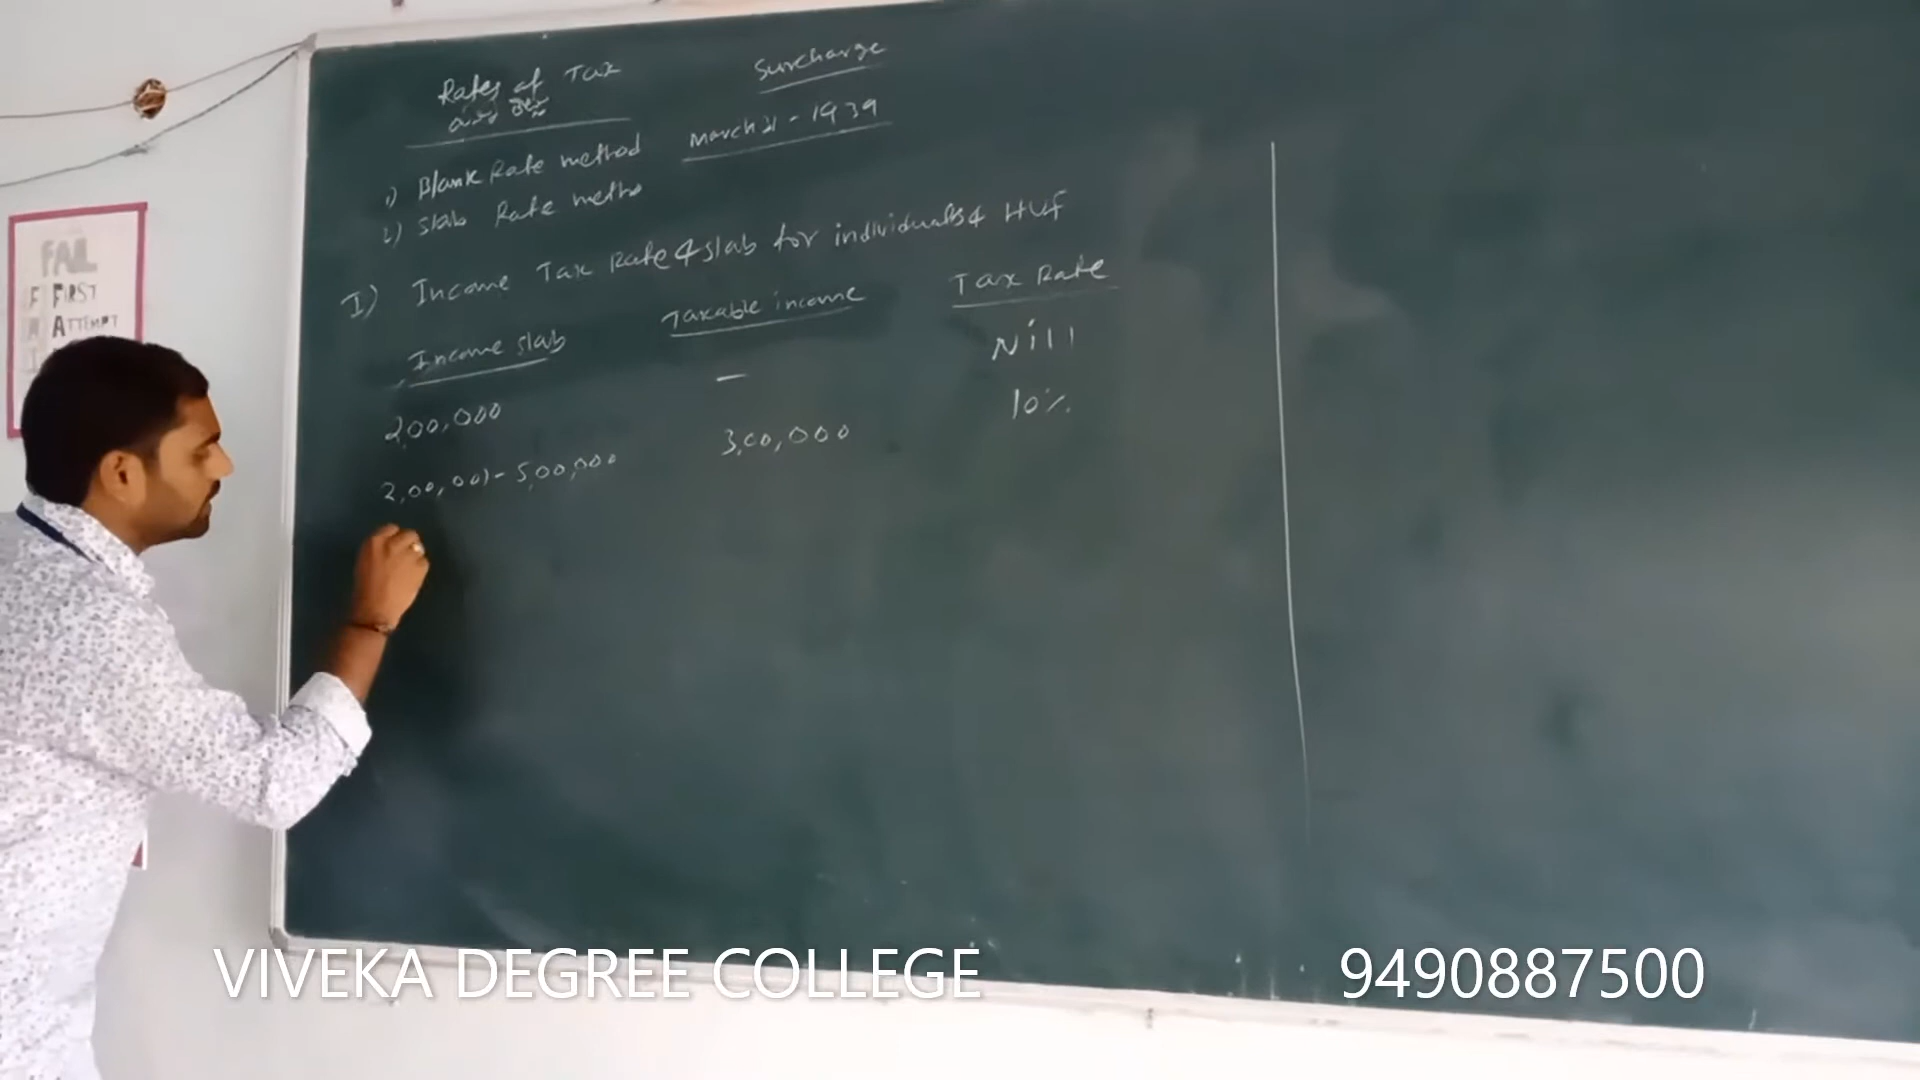 Rates of Tax
Surcharge
1) Blank Rate method
March 31 - 1939
2) Slab Rate metho
I) Income Tax Rate & slab for individuals & HUF
Income slab Taxable income Tax Rate
2,00,000 — Nill
2,00,001 - 5,00,000 3,00,000 10%
FAIL
F FIRST
A ATTEMPT
I
VIVEKA DEGREE COLLEGE 9490887500